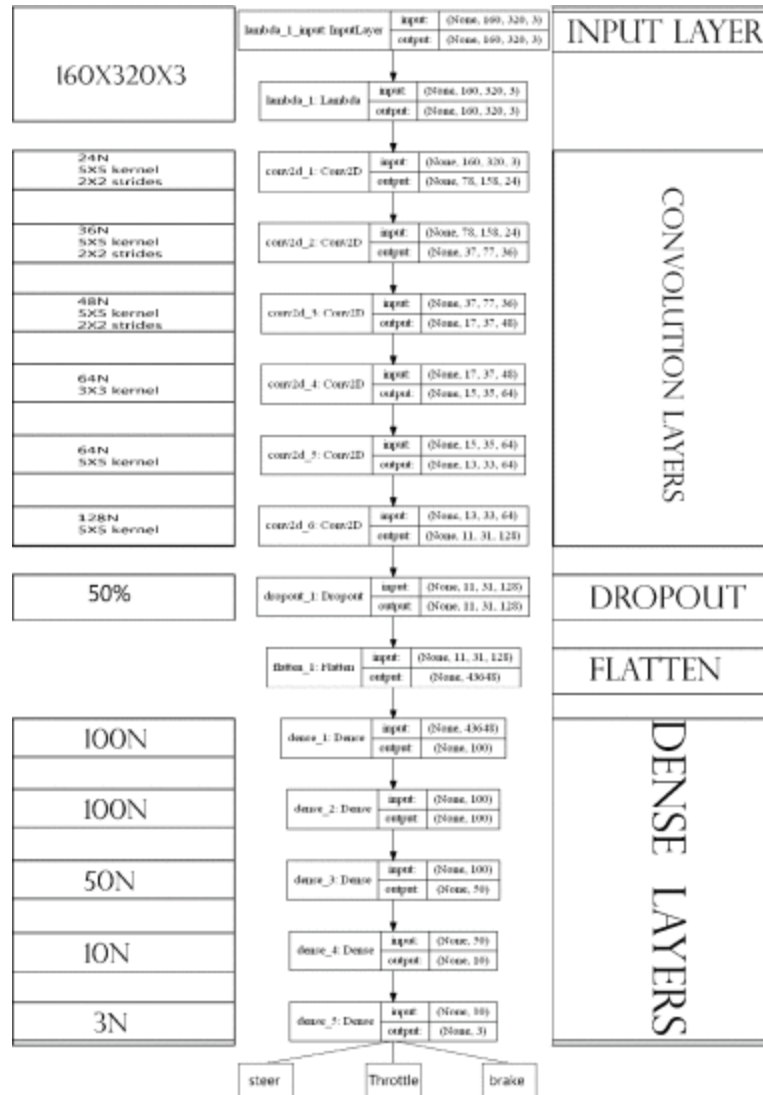 lambda_1_input: InputLayer
input: (None, 160, 320, 3)
output: (None, 160, 320, 3)
INPUT LAYER
160X320X3
lambda_1: Lambda
input: (None, 160, 320, 3)
output: (None, 160, 320, 3)
24N
5X5 kernel
2X2 strides
conv2d_1: Conv2D
input: (None, 160, 320, 3)
output: (None, 78, 158, 24)
CONVOLUTION LAYERS
36N
5X5 kernel
2X2 strides
conv2d_2: Conv2D
input: (None, 78, 158, 24)
output: (None, 37, 77, 36)
48N
5X5 kernel
2X2 strides
conv2d_3: Conv2D
input: (None, 37, 77, 36)
output: (None, 17, 37, 48)
64N
3X3 kernel
conv2d_4: Conv2D
input: (None, 17, 37, 48)
output: (None, 15, 35, 64)
64N
5X5 kernel
conv2d_5: Conv2D
input: (None, 15, 35, 64)
output: (None, 13, 33, 64)
128N
5X5 kernel
conv2d_6: Conv2D
input: (None, 13, 33, 64)
output: (None, 11, 31, 128)
50%
dropout_1: Dropout
input: (None, 11, 31, 128)
output: (None, 11, 31, 128)
DROPOUT
flatten_1: Flatten
input: (None, 11, 31, 128)
output: (None, 43648)
FLATTEN
100N
dense_1: Dense
input: (None, 43648)
output: (None, 100)
DENSE LAYERS
100N
dense_2: Dense
input: (None, 100)
output: (None, 100)
50N
dense_3: Dense
input: (None, 100)
output: (None, 50)
10N
dense_4: Dense
input: (None, 50)
output: (None, 10)
3N
dense_5: Dense
input: (None, 10)
output: (None, 3)
steer
Throttle
brake